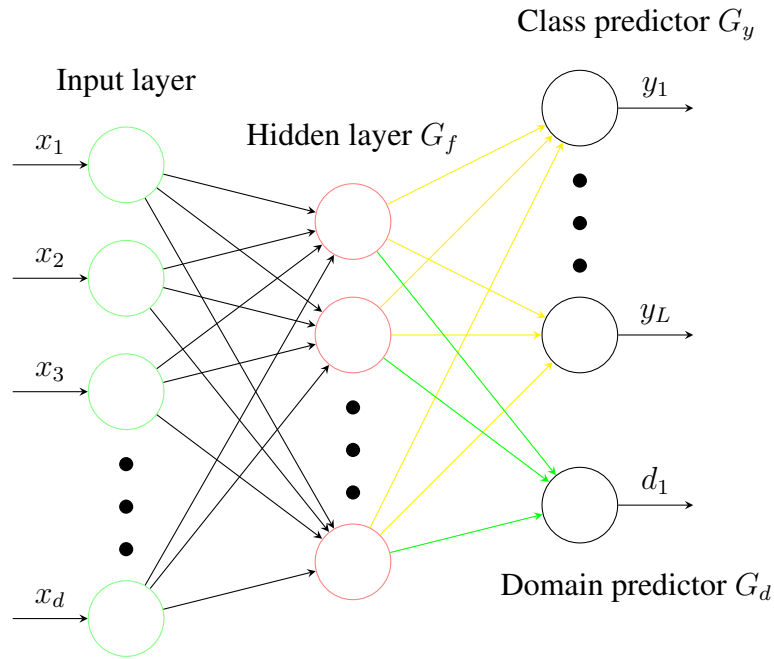 Class predictor G_y
Input layer
y_1
Hidden layer G_f
x_1
x_2
y_L
x_3
d_1
Domain predictor G_d
x_d